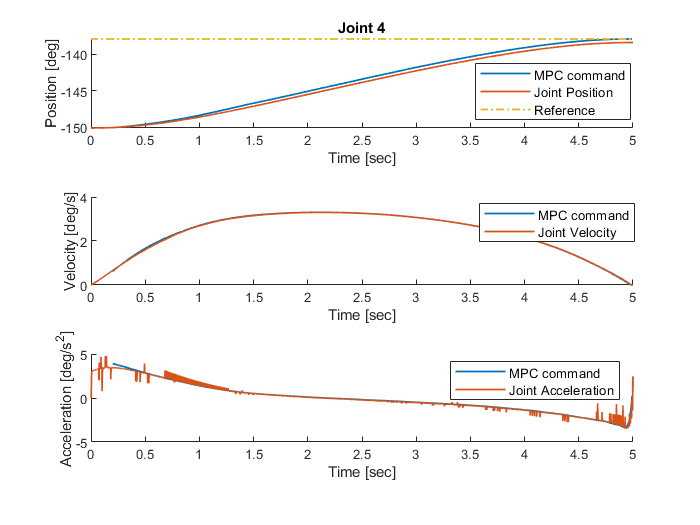 Joint 4
Position [deg]
-140
-145
-150
MPC command
Joint Position
Reference
0 0.5 1 1.5 2 2.5 3 3.5 4 4.5 5
Time [sec]
Velocity [deg/s]
4
2
0
MPC command
Joint Velocity
0 0.5 1 1.5 2 2.5 3 3.5 4 4.5 5
Time [sec]
Acceleration [deg/s²]
5
0
-5
MPC command
Joint Acceleration
0 0.5 1 1.5 2 2.5 3 3.5 4 4.5 5
Time [sec]